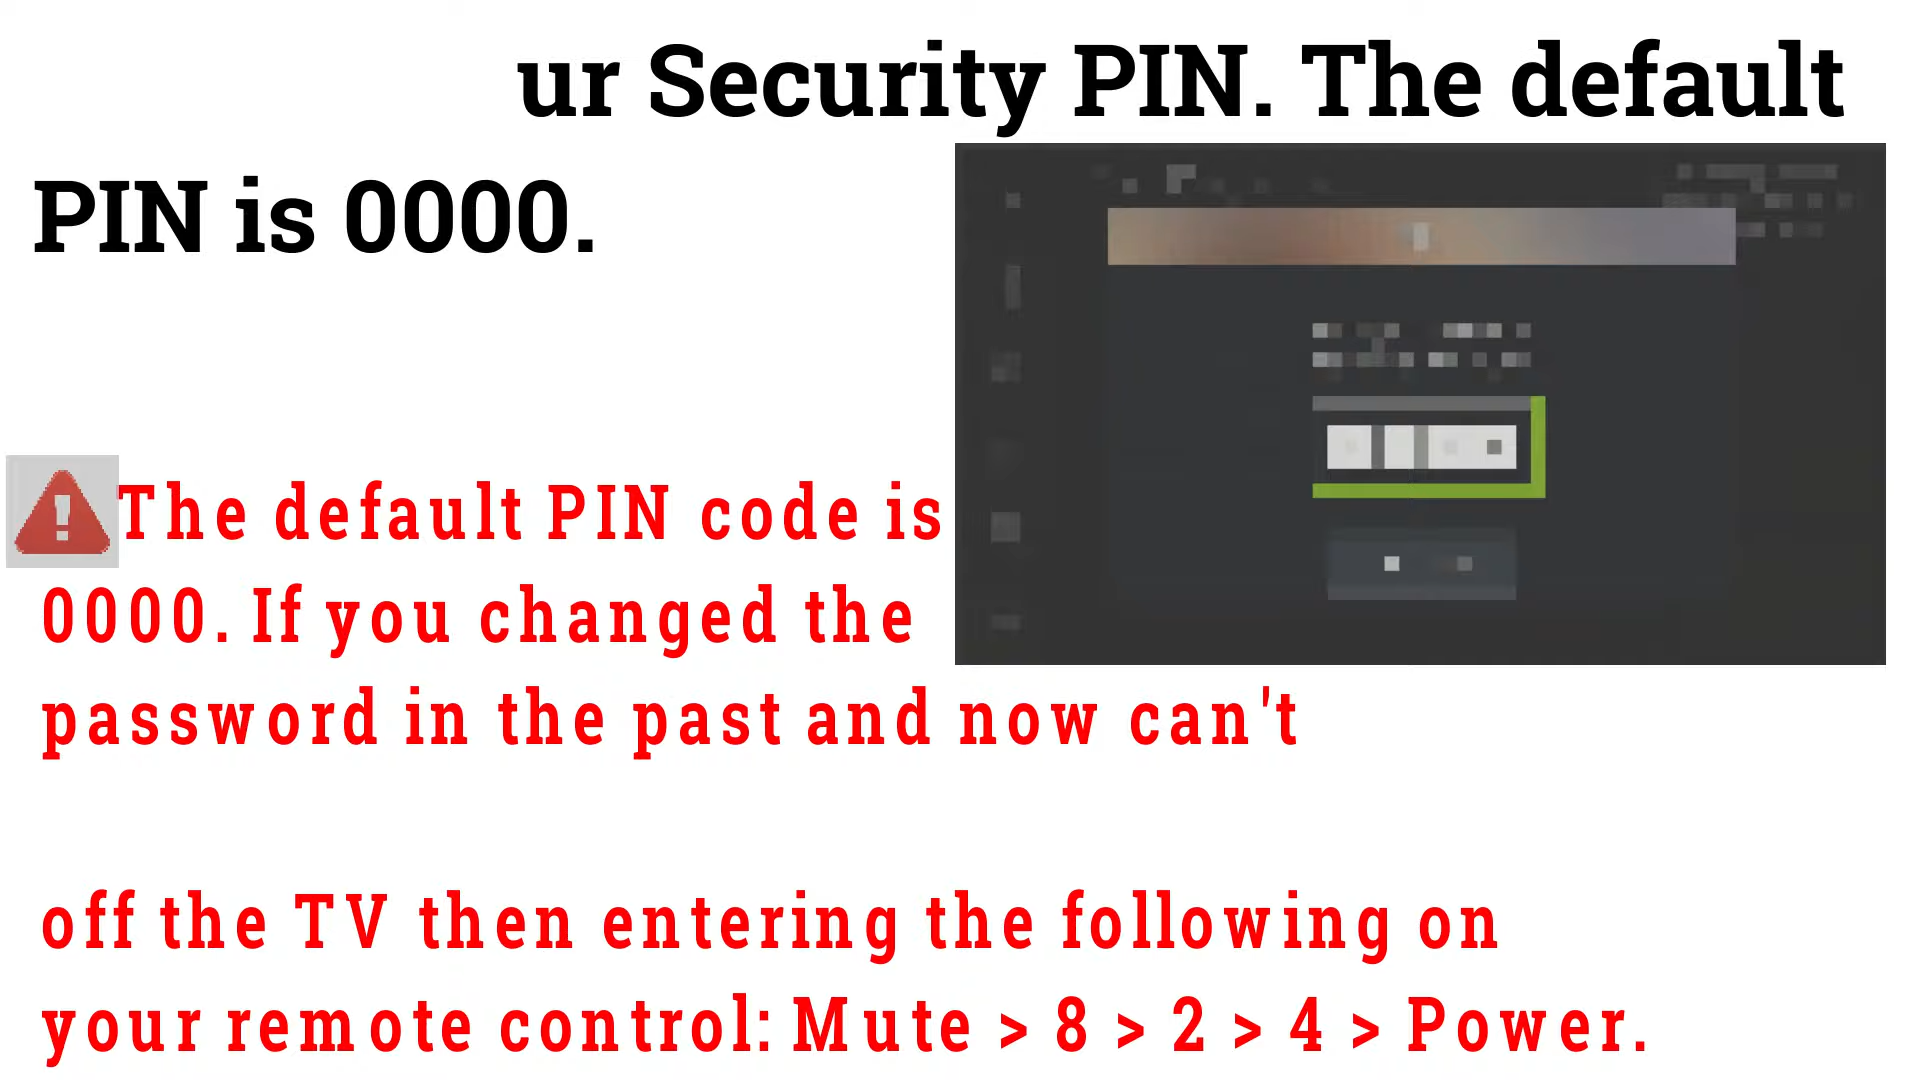 ur Security PIN. The default
PIN is 0000.
The default PIN code is
0000. If you changed the
password in the past and now can't
off the TV then entering the following on
your remote control: Mute > 8 > 2 > 4 > Power.